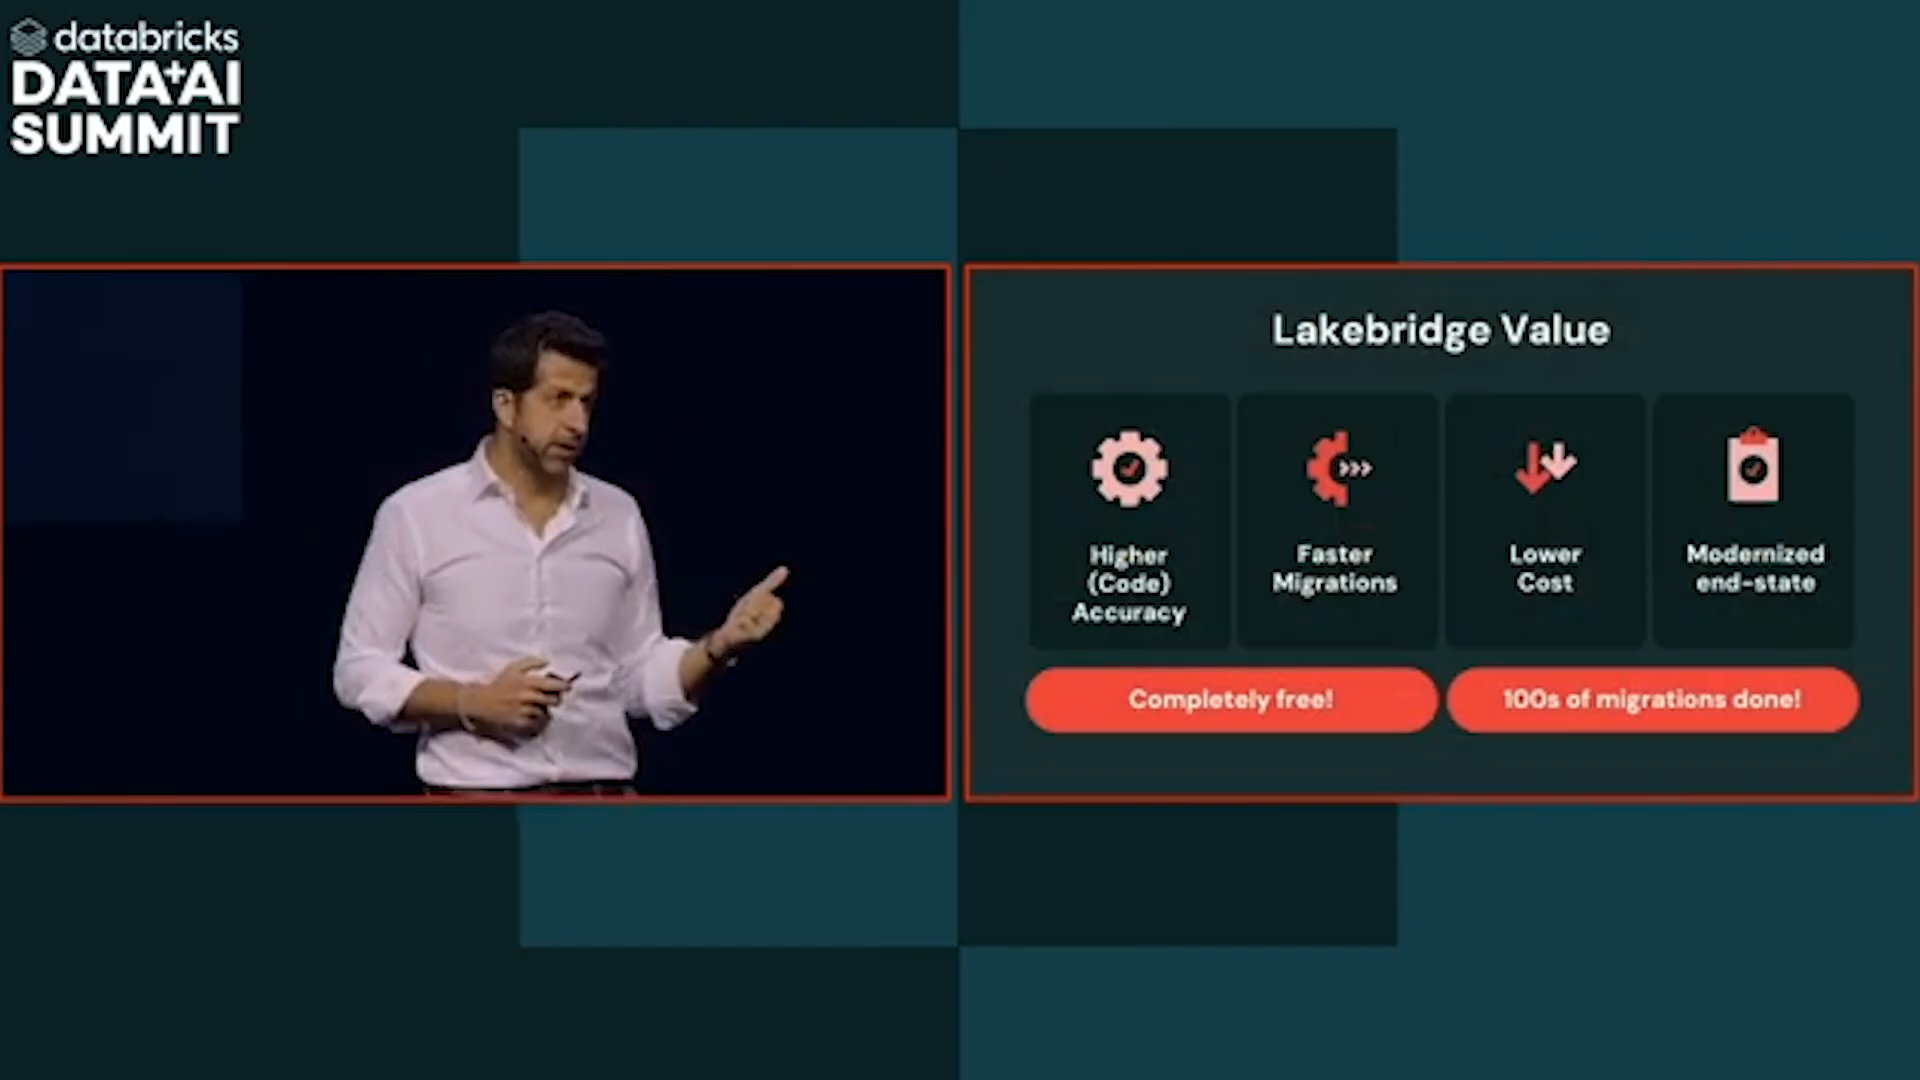 databricks
DATA+AI
SUMMIT
Lakebridge Value
Higher
(Code)
Accuracy
Faster
Migrations
Lower
Cost
Modernized
end-state
Completely free!
100s of migrations done!